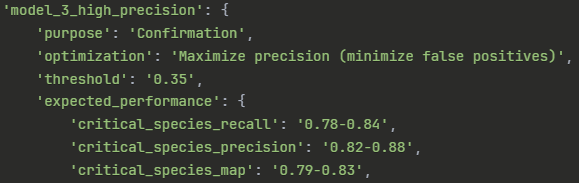 'model_3_high_precision': {
'purpose': 'Confirmation',
'optimization': 'Maximize precision (minimize false positives)',
'threshold': '0.35',
'expected_performance': {
'critical_species_recall': '0.78-0.84',
'critical_species_precision': '0.82-0.88',
'critical_species_map': '0.79-0.83',